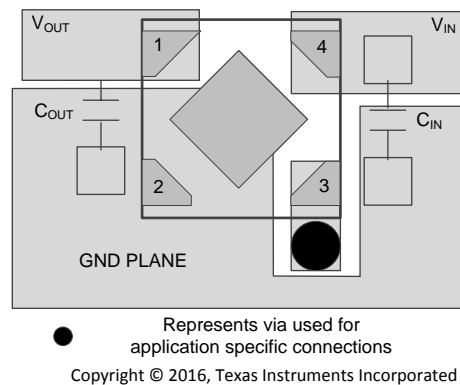 VOUT
1
4
VIN
COUT
CIN
2
3
GND PLANE
Represents via used for
application specific connections
Copyright © 2016, Texas Instruments Incorporated